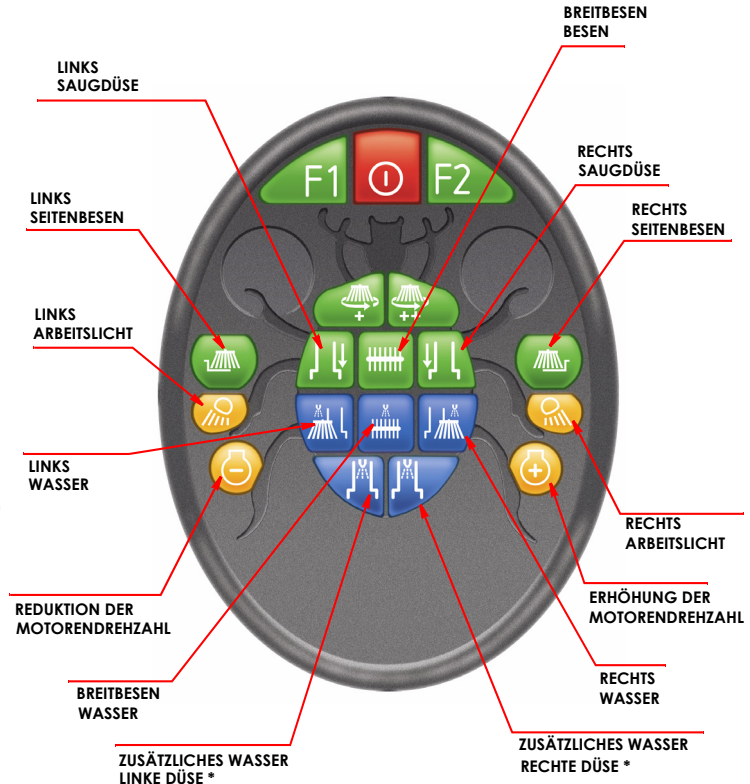 BREITBESEN
BESEN
LINKS
SAUGDÜSE
RECHTS
SAUGDÜSE
LINKS
SEITENBESEN
RECHTS
SEITENBESEN
F1
F2
LINKS
ARBEITSLICHT
+
++
LINKS
WASSER
−
+
RECHTS
ARBEITSLICHT
REDUKTION DER
MOTORENDREHZAHL
ERHÖHUNG DER
MOTORENDREHZAHL
BREITBESEN
WASSER
RECHTS
WASSER
ZUSÄTZLICHES WASSER
LINKE DÜSE *
ZUSÄTZLICHES WASSER
RECHTE DÜSE *